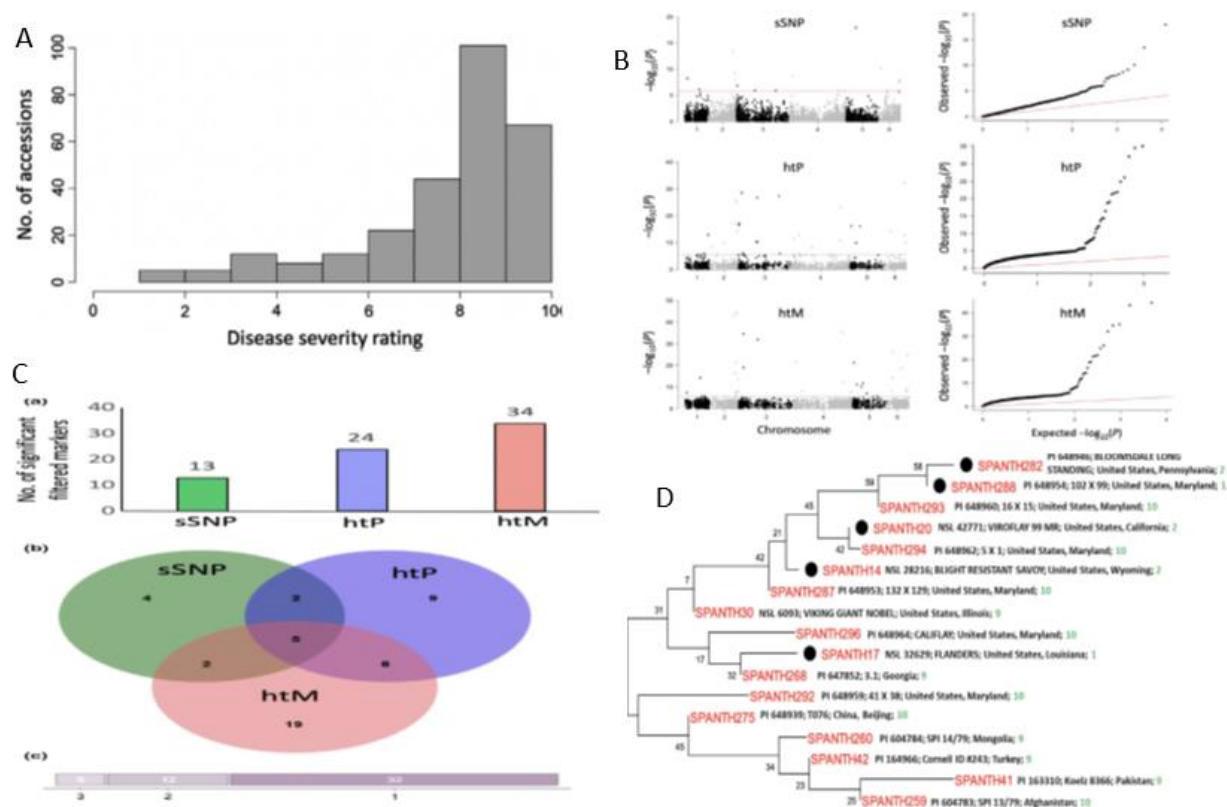 A
No. of accessions
100
80
60
40
20
0
0 2 4 6 8 10
Disease severity rating
B
sSNP
sSNP
−log10(P)
Observed −log10(P)
htP
htP
−log10(P)
Observed −log10(P)
htM
htM
−log10(P)
Observed −log10(P)
Chromosome
Expected −log10(P)
C
(a)
No. of significant
filtered markers
40
30
20
10
0
13
24
34
sSNP htP htM
(b)
sSNP
htP
4
2
9
5
2
htM
19
(c)
12
3 2 1
D
SPANTH282 PI 648946; BLOOMSDALE LONG
STANDING; United States, Pennsylvania; 2
SPANTH288 PI 648954; 102 X 99; United States, Maryland; 1
SPANTH293 PI 648960; 16 X 15; United States, Maryland; 10
SPANTH20 NSL 42771; VIROFLAY 99 MR; United States, California; 2
SPANTH294 PI 648962; 5 X 1; United States, Maryland; 10
SPANTH14 NSL 28216; BLIGHT RESISTANT SAVOY; United States, Wyoming; 2
SPANTH287 PI 648953; 132 X 129; United States, Maryland; 10
SPANTH30 NSL 6093; VIKING GIANT NOBEL; United States, Illinois; 9
SPANTH296 PI 648964; CALIFLAY; United States, Maryland; 10
SPANTH17 NSL 32629; FLANDERS; United States, Louisiana; 1
SPANTH268 PI 647852; 3.1; Georgia; 9
SPANTH292 PI 648959; 41 X 38; United States, Maryland; 10
SPANTH275 PI 648939; T076; China, Beijing; 10
SPANTH260 PI 604784; SPI 14/79; Mongolia; 9
SPANTH42 PI 164966; Cornell ID #243; Turkey; 9
SPANTH41 PI 163310; Koelz 8366; Pakistan; 9
SPANTH259 PI 604783; SPI 13/79; Afghanistan; 10
58
59
45
42
21
42
7
31
17
32
45
34
23
25